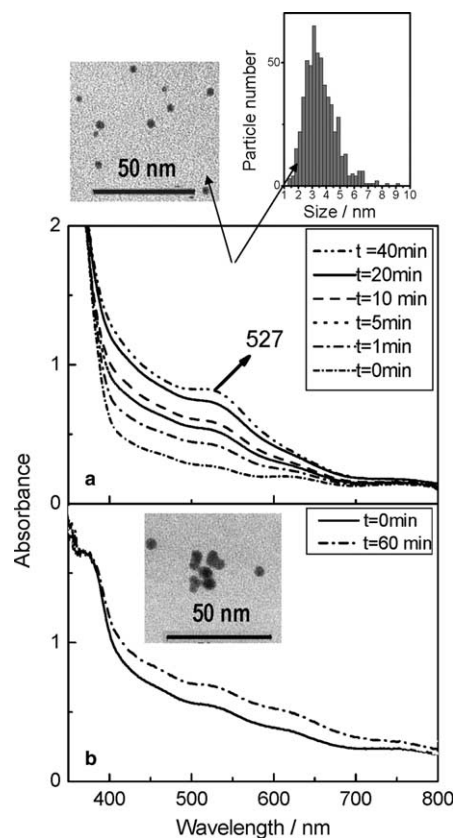 50 nm
50
0
Particle number
1 2 3 4 5 6 7 8 9 10
Size / nm
2
1
0
t =40min
t=20min
t=10 min
t=5min
t=1min
t=0min
527
a
Absorbance
t=0min
t=60 min
50 nm
1
0
b
400 500 600 700 800
Wavelength / nm